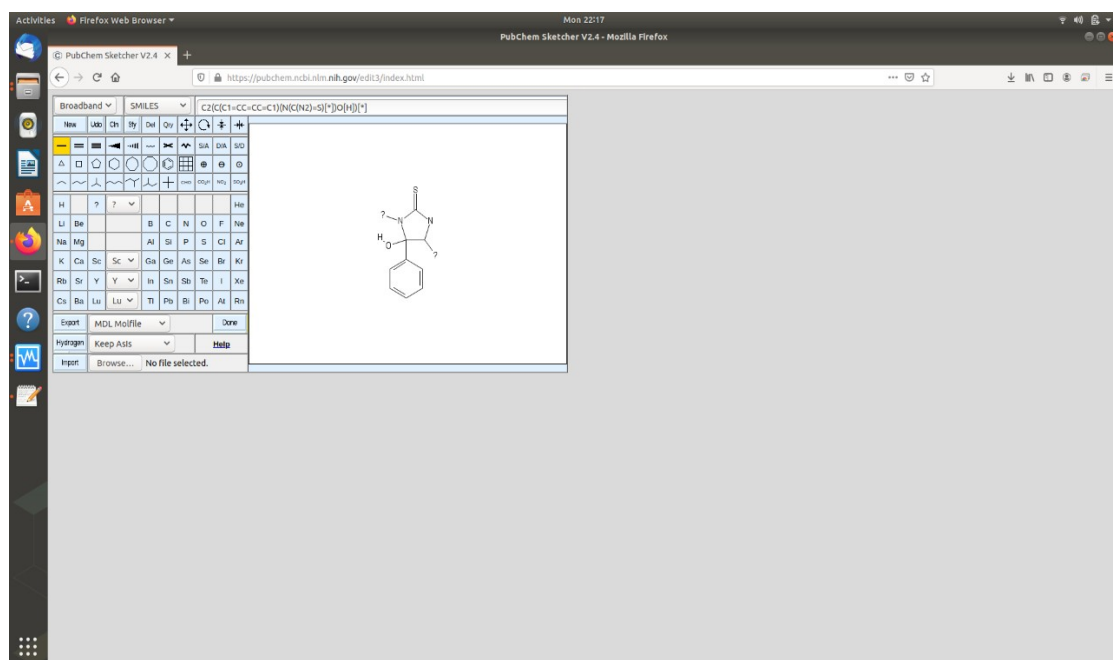 Activities Firefox Web Browser Mon 22:17
PubChem Sketcher V2.4 - Mozilla Firefox
PubChem Sketcher V2.4
https://pubchem.ncbi.nlm.nih.gov/edit3/index.html
Broadband SMILES C2(C(C1=CC=CC=C1)(N(C(N2)=S)[*])O[H])[*]
New Udo Cln Sty Del Qry S/A D/A S/D
CHO CO₂H NO₂ SO₃H
H ? ? He
Li Be B C N O F Ne
Na Mg Al Si P S Cl Ar
K Ca Sc Sc Ga Ge As Se Br Kr
Rb Sr Y Y In Sn Sb Te I Xe
Cs Ba Lu Lu Tl Pb Bi Po At Rn
Export MDL Molfile Done
Hydrogen Keep AsIs Help
Import Browse... No file selected.
S
? N N
H O ?